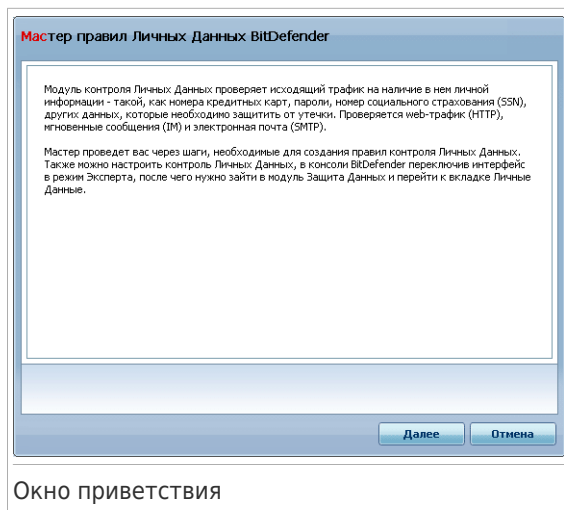 Мастер правил Личных Данных BitDefender
Модуль контроля Личных Данных проверяет исходящий трафик на наличие в нем личной
информации - такой, как номера кредитных карт, пароли, номер социального страхования (SSN),
других данных, которые необходимо защитить от утечки. Проверяется web-трафик (HTTP),
мгновенные сообщения (IM) и электронная почта (SMTP).
Мастер проведет вас через шаги, необходимые для создания правил контроля Личных Данных.
Также можно настроить контроль Личных Данных, в консоли BitDefender переключив интерфейс
в режим Эксперта, после чего нужно зайти в модуль Защита Данных и перейти к вкладке Личные
Данные.
Далее
Отмена
Окно приветствия